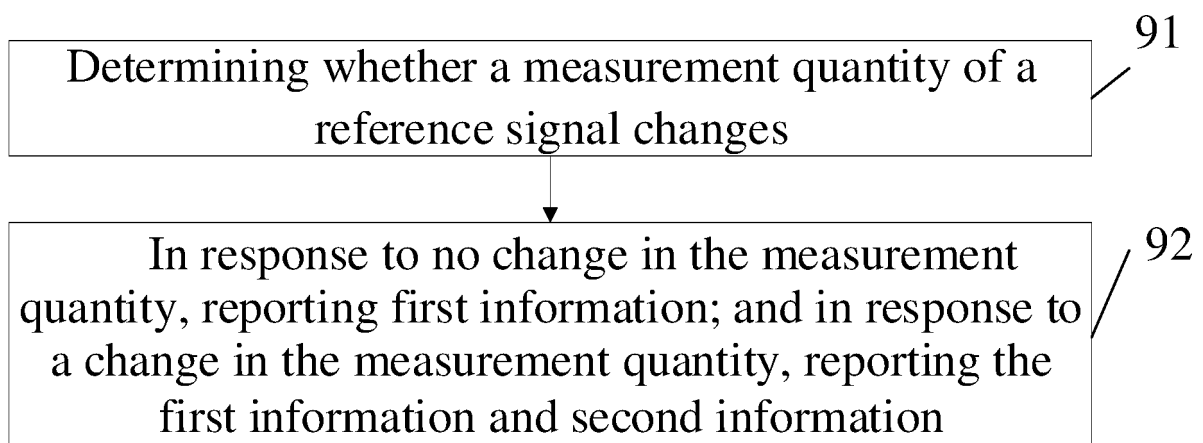 91
Determining whether a measurement quantity of a
reference signal changes
92
In response to no change in the measurement
quantity, reporting first information; and in response to
a change in the measurement quantity, reporting the
first information and second information